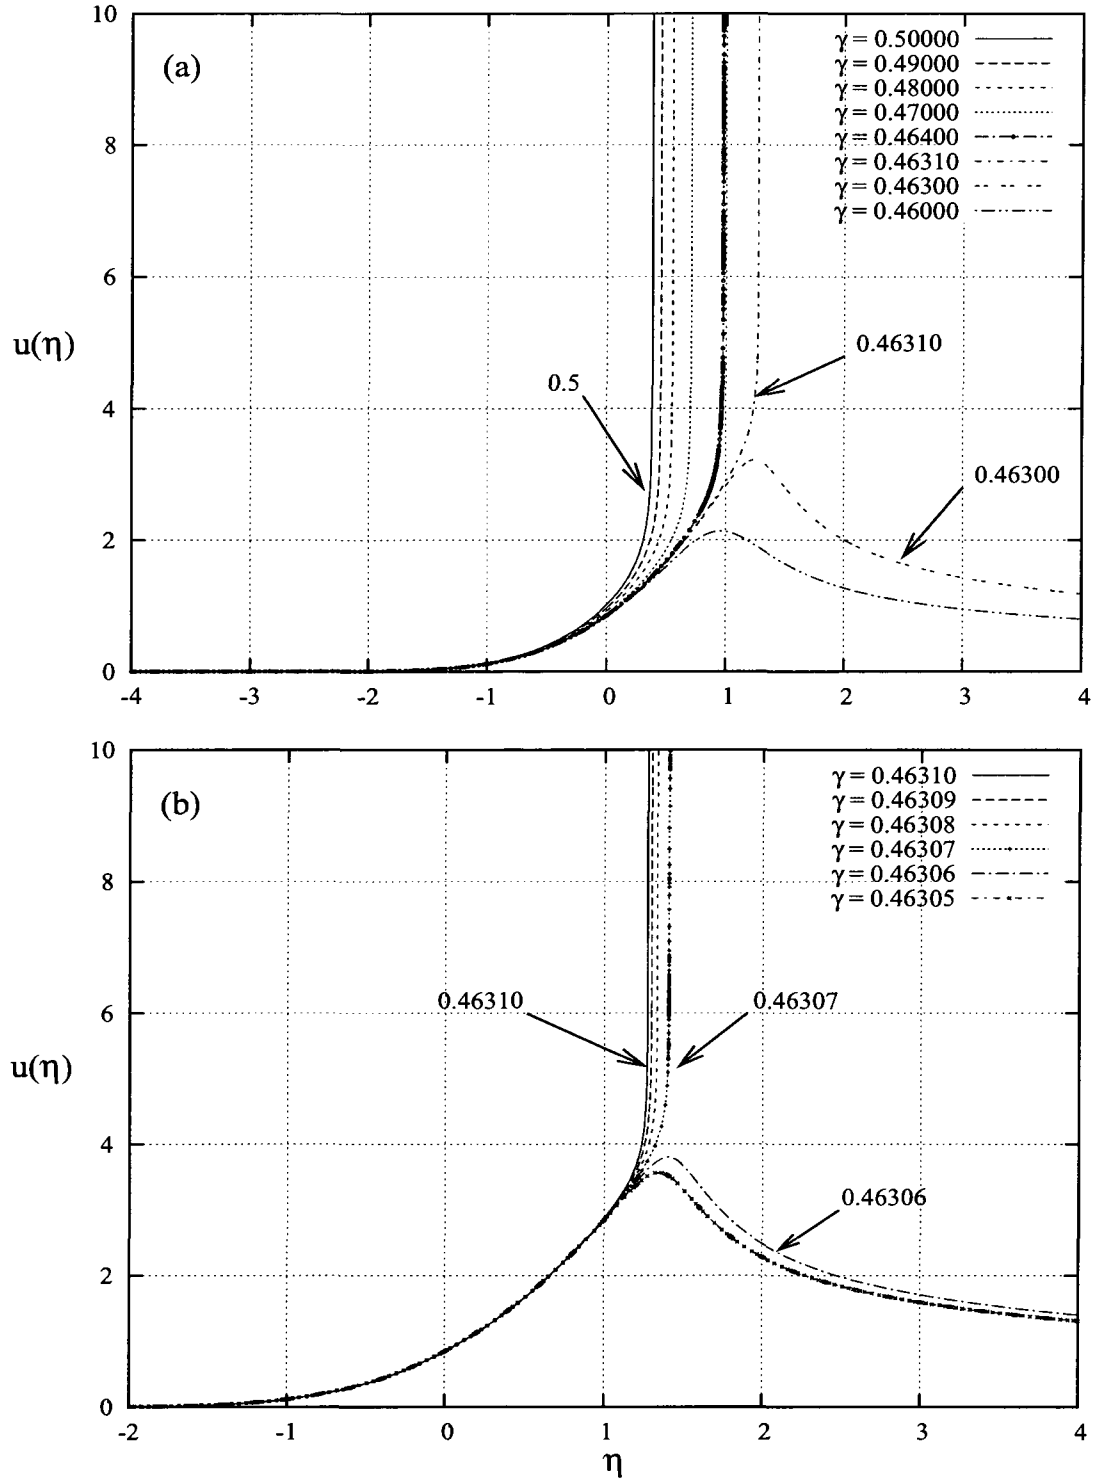 10
(a)
γ = 0.50000
γ = 0.49000
γ = 0.48000
γ = 0.47000
γ = 0.46400
γ = 0.46310
γ = 0.46300
γ = 0.46000
8
6
u(η)
0.46310
0.5
4
0.46300
2
0
-4 -3 -2 -1 0 1 2 3 4
10
(b)
γ = 0.46310
γ = 0.46309
γ = 0.46308
γ = 0.46307
γ = 0.46306
γ = 0.46305
8
6
0.46310 0.46307
u(η)
4
0.46306
2
0
-2 -1 0 1 2 3 4
η